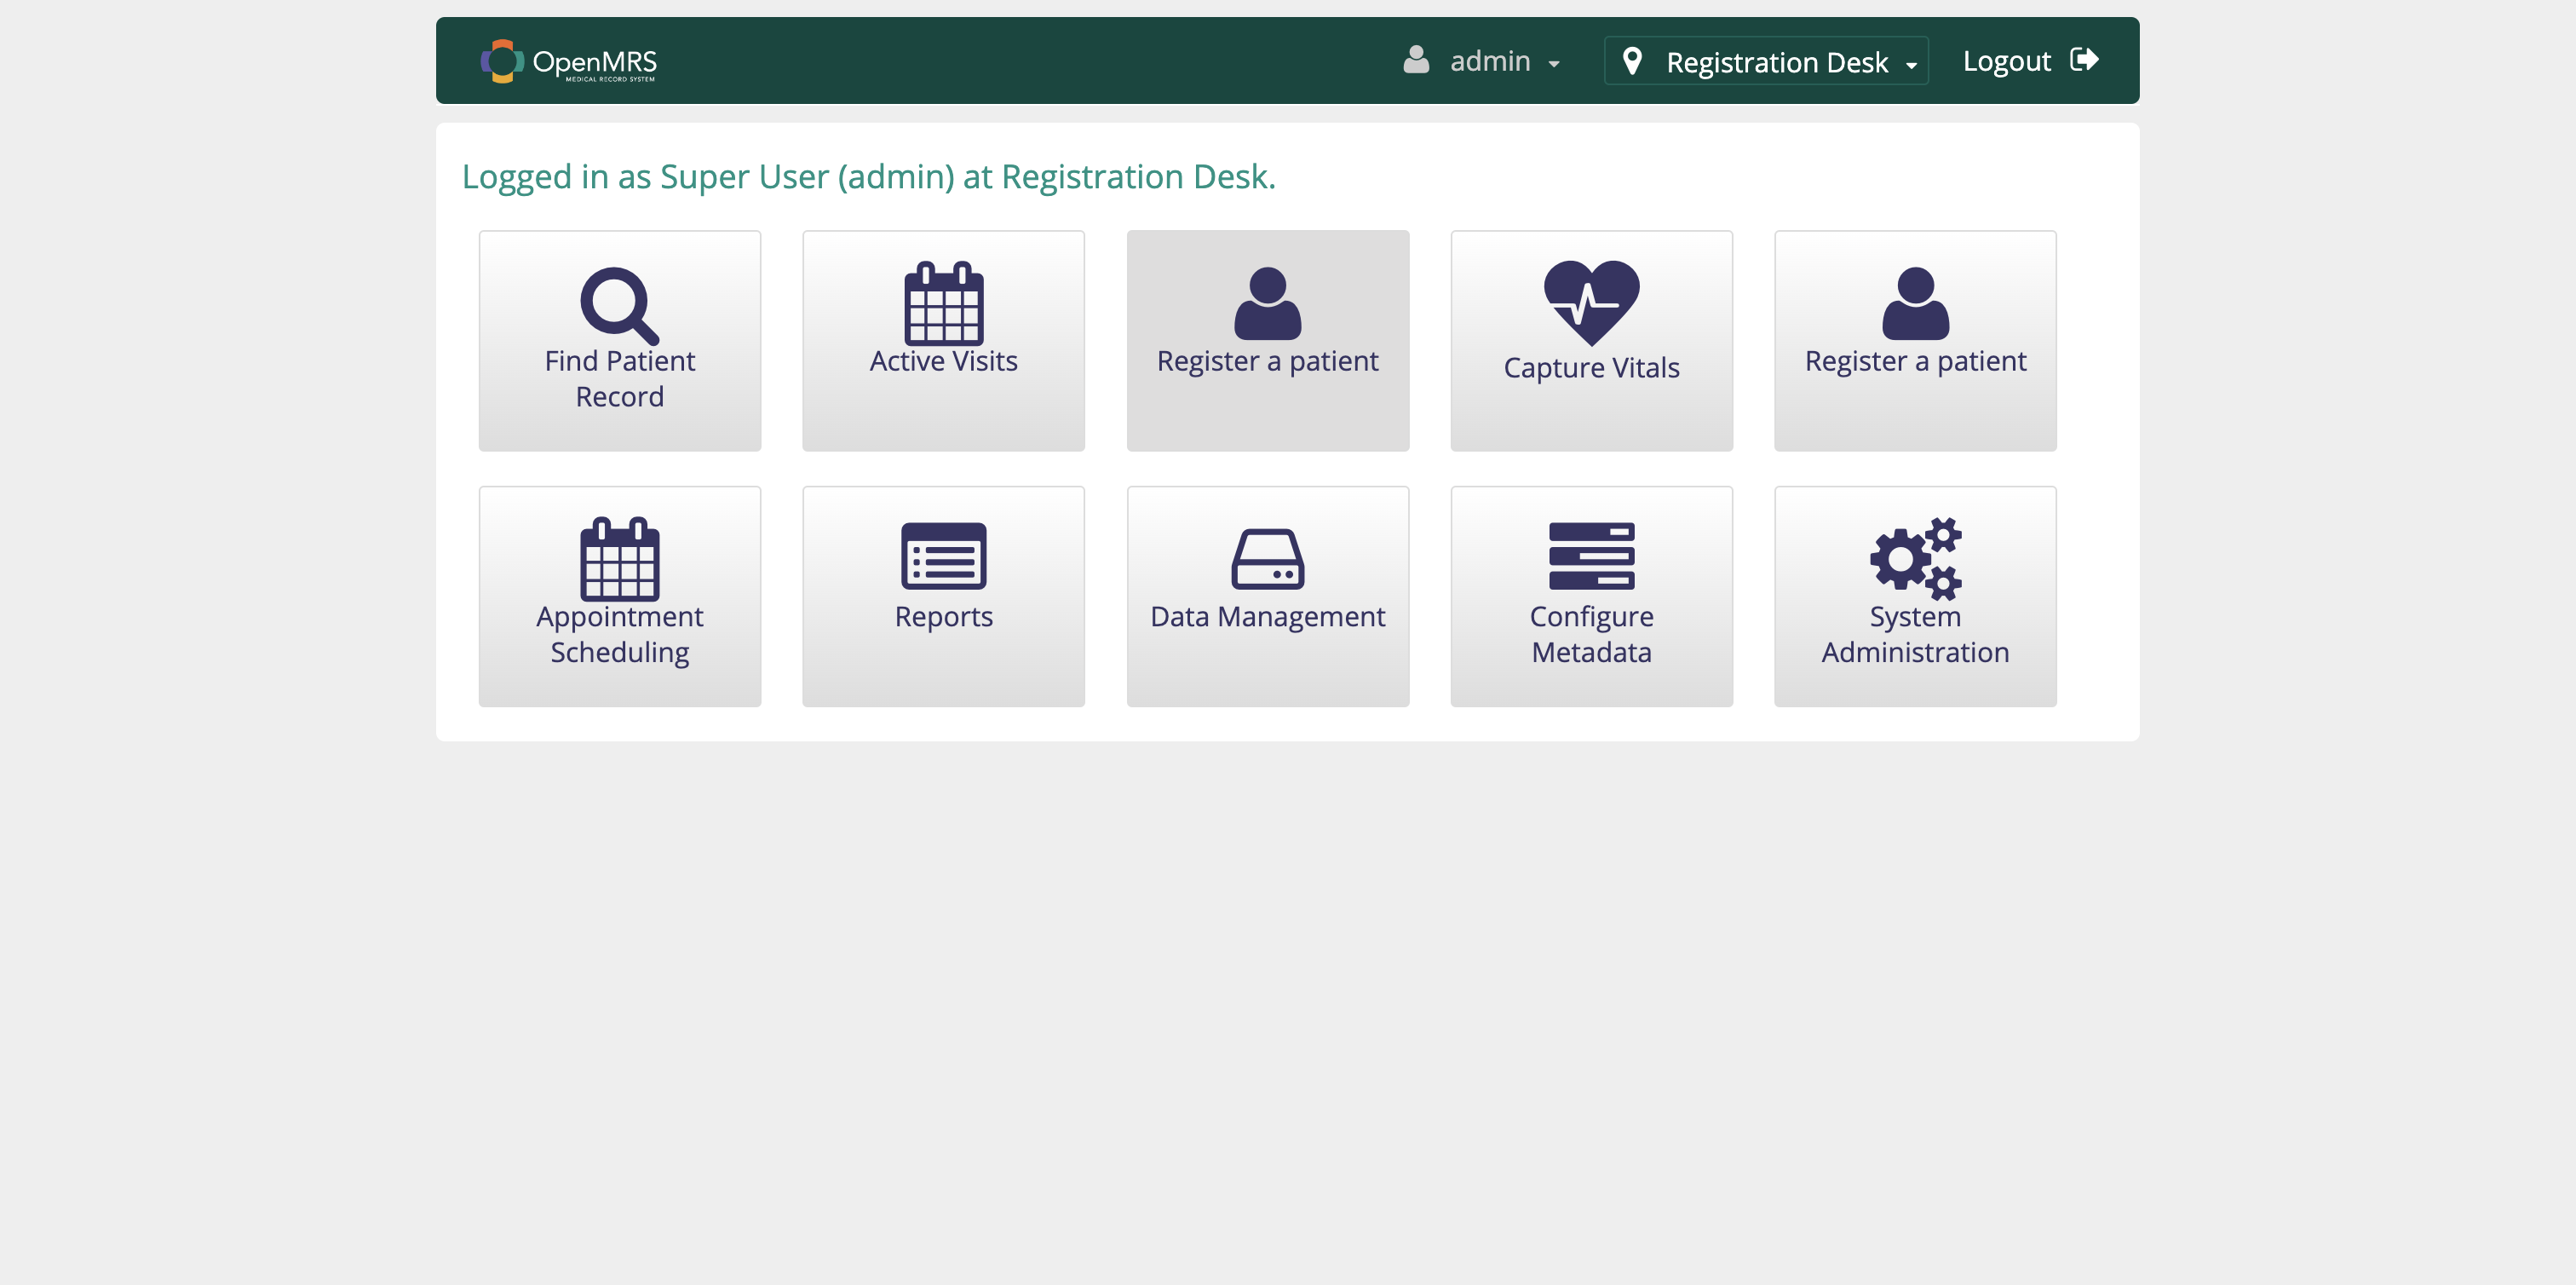 OpenMRS
MEDICAL RECORD SYSTEM
admin
Registration Desk
Logout
Logged in as Super User (admin) at Registration Desk.
Find Patient
Record
Active Visits
Register a patient
Capture Vitals
Register a patient
Appointment
Scheduling
Reports
Data Management
Configure
Metadata
System
Administration